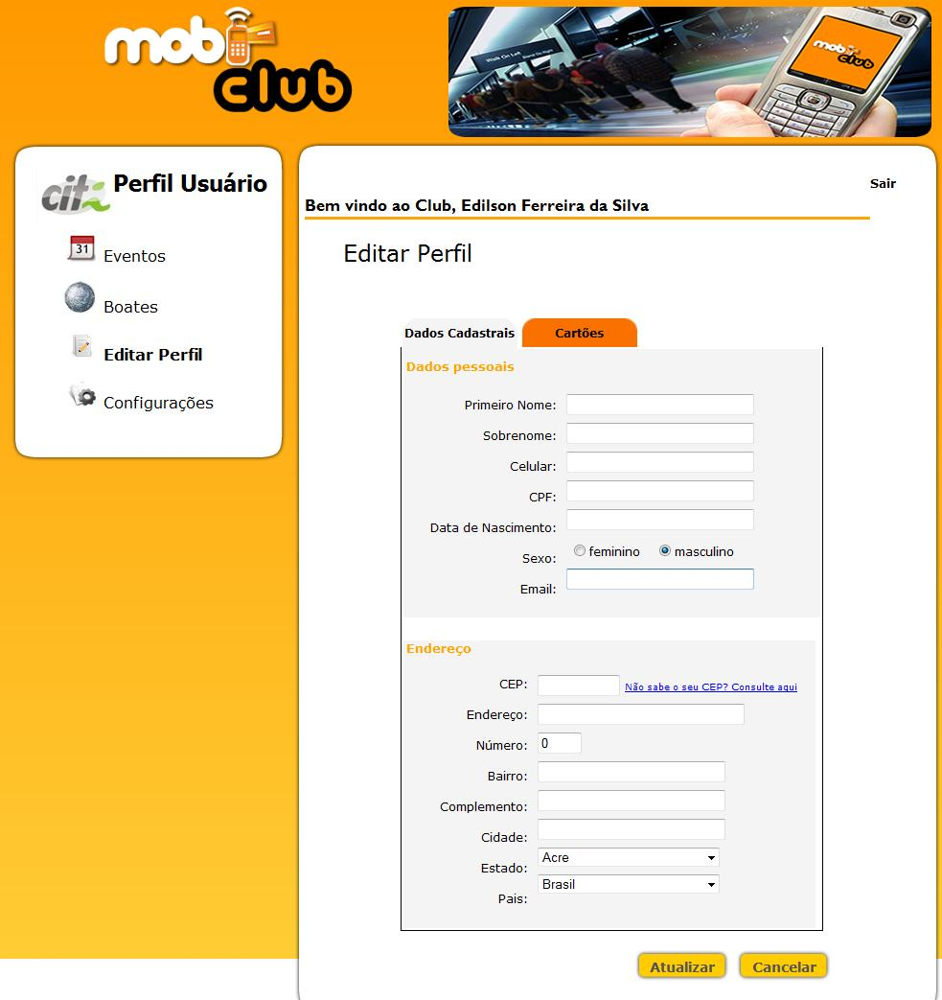 mobi
club
Walk On Left
Stand On Right
mobi
club
cit
Perfil Usuário
31
Eventos
Boates
Editar Perfil
Configurações
Sair
Bem vindo ao Club, Edilson Ferreira da Silva
Editar Perfil
Dados Cadastrais
Cartões
Dados pessoais
Primeiro Nome:
Sobrenome:
Celular:
CPF:
Data de Nascimento:
Sexo: feminino masculino
Email:
Endereço
CEP: Não sabe o seu CEP? Consulte aqui
Endereço:
Número: 0
Bairro:
Complemento:
Cidade:
Estado: Acre
Pais: Brasil
Atualizar
Cancelar